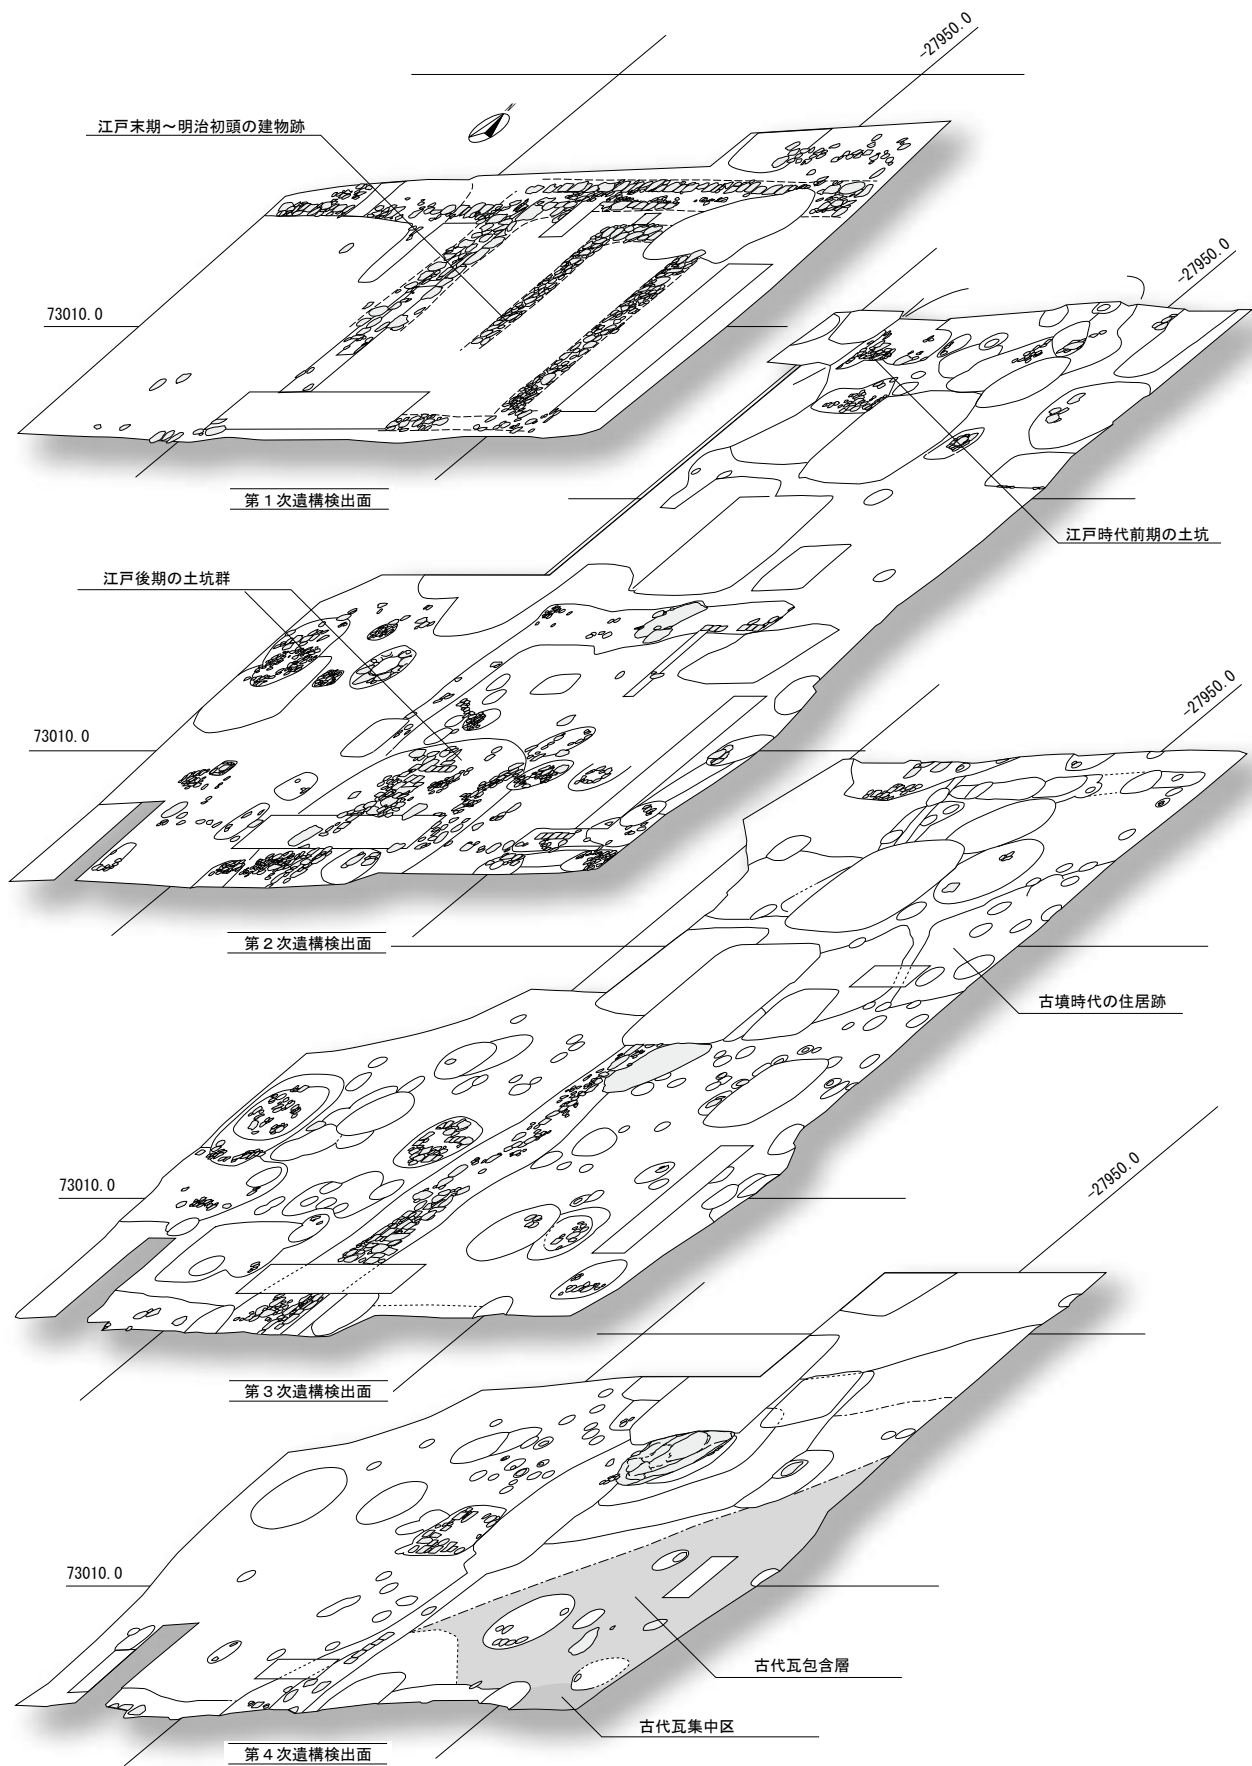 -27950.0
N
江戸末期～明治初頭の建物跡
73010.0
第１次遺構検出面
-27950.0
江戸時代前期の土坑
江戸後期の土坑群
73010.0
第２次遺構検出面
-27950.0
古墳時代の住居跡
73010.0
第３次遺構検出面
-27950.0
73010.0
古代瓦包含層
古代瓦集中区
第４次遺構検出面